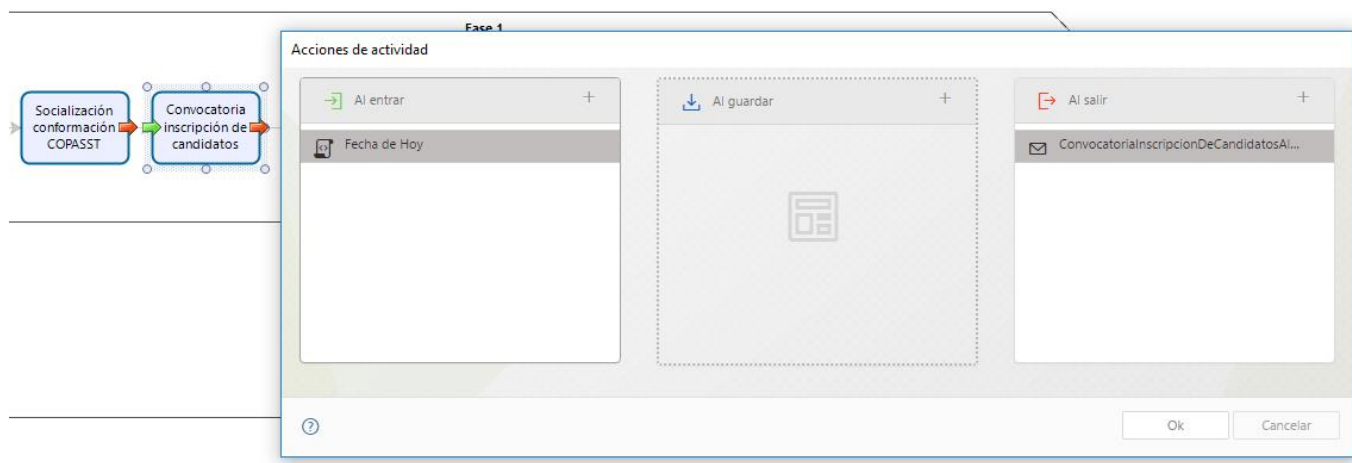 Fase 1
Socialización
conformación
COPASST
Convocatoria
inscripción de
candidatos
Acciones de actividad
Al entrar
+
Fecha de Hoy
Al guardar
+
Al salir
+
ConvocatoriaInscripcionDeCandidatosAl...
?
Ok
Cancelar